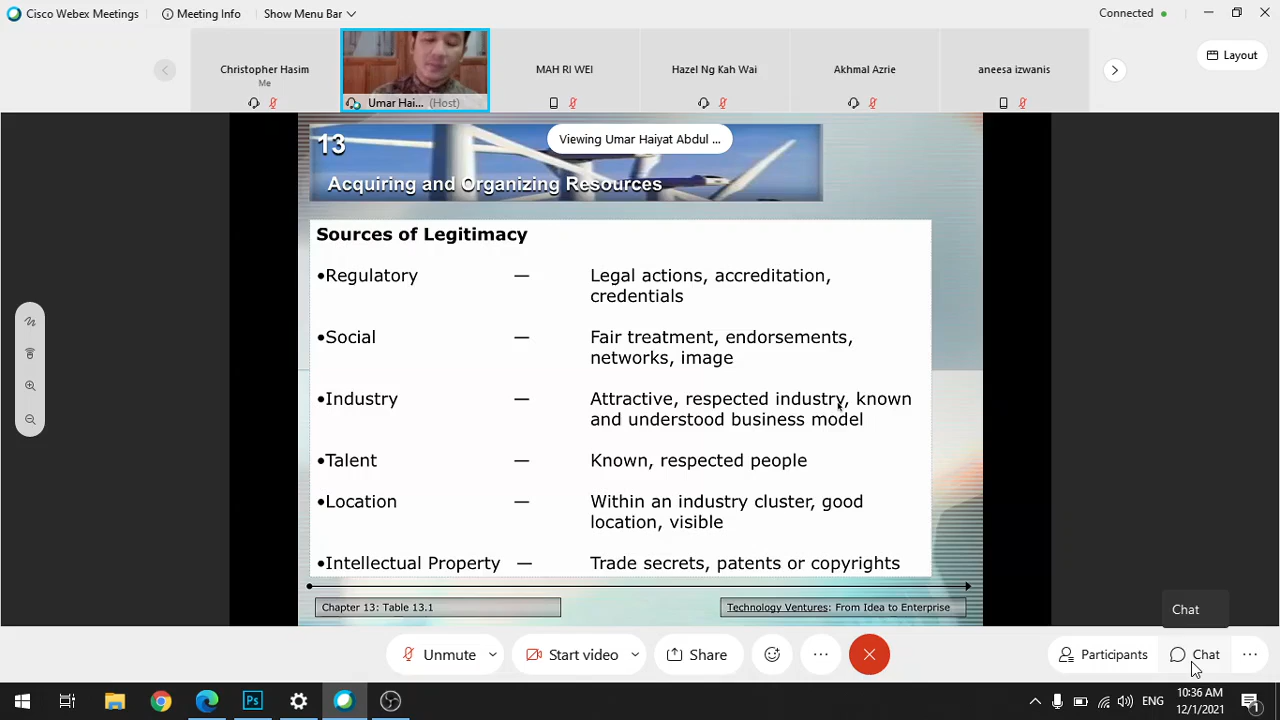 Cisco Webex Meetings
Meeting Info
Show Menu Bar
Connected
Christopher Hasim
Me
Umar Hai... (Host)
MAH RI WEI
Hazel Ng Kah Wai
Akhmal Azrie
aneesa izwanis
Layout
Viewing Umar Haiyat Abdul ...
13
Acquiring and Organizing Resources
Sources of Legitimacy
•Regulatory — Legal actions, accreditation,
credentials
•Social — Fair treatment, endorsements,
networks, image
•Industry — Attractive, respected industry, known
and understood business model
•Talent — Known, respected people
•Location — Within an industry cluster, good
location, visible
•Intellectual Property — Trade secrets, patents or copyrights
Chapter 13: Table 13.1
Technology Ventures: From Idea to Enterprise
Chat
Unmute
Start video
Share
Participants
Chat
Ps
ENG
10:36 AM
12/1/2021
1